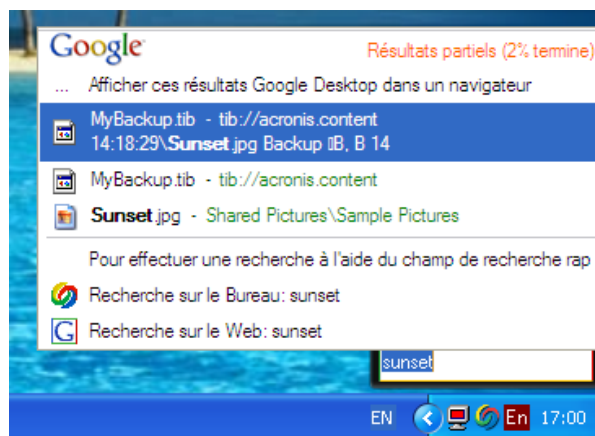 Google
Résultats partiels (2% termine)
... Afficher ces résultats Google Desktop dans un navigateur
MyBackup.tib - tib://acronis.content
14:18:29\Sunset.jpg Backup ▯B, B 14
MyBackup.tib - tib://acronis.content
Sunset.jpg - Shared Pictures\Sample Pictures
Pour effectuer une recherche à l'aide du champ de recherche rap
Recherche sur le Bureau: sunset
Recherche sur le Web: sunset
sunset
EN En 17:00